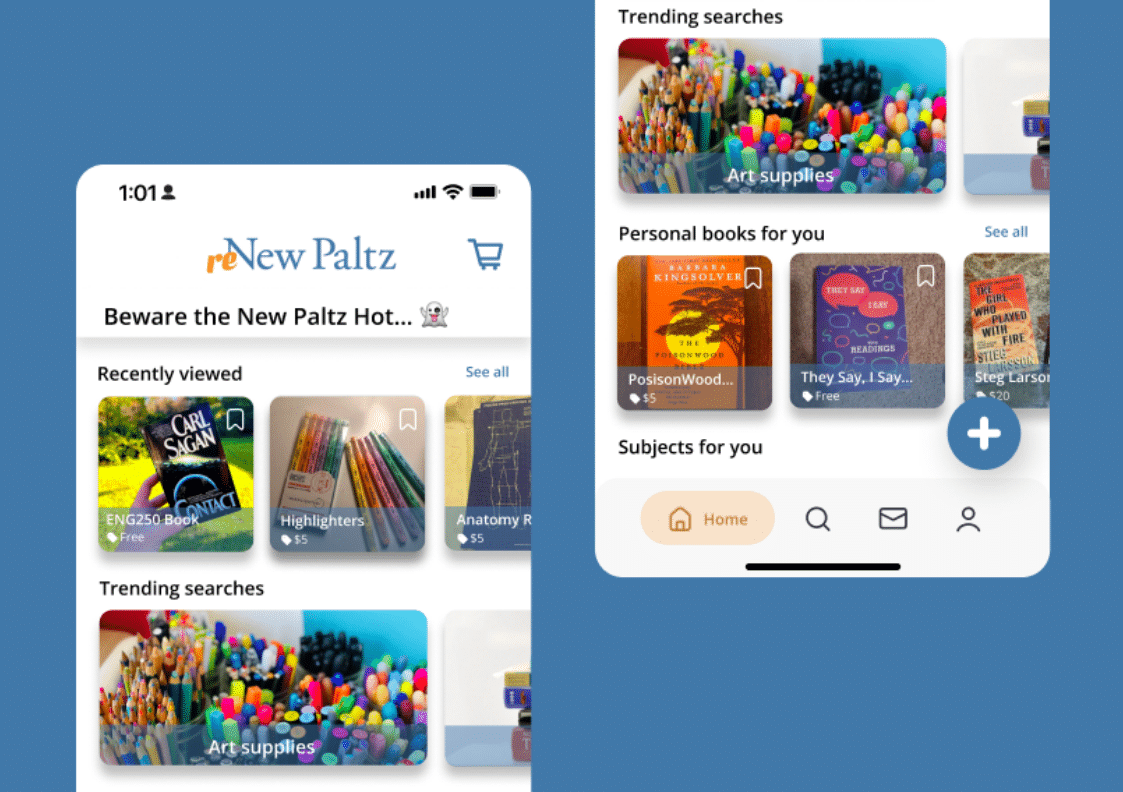 1:01
reNew Paltz
Beware the New Paltz Hot... 👻
Recently viewed
See all
CARL
SAGAN
CONTACT
ENG250 Book
Free
Highlighters
$5
Anatomy R
$5
Trending searches
Art supplies
Trending searches
Art supplies
Personal books for you
See all
BARBARA
KINGSOLVER
THE
POISONWOOD
BIBLE
PosisonWood...
$5
THEY SAY
I SAY
READINGS
They Say, I Say...
Free
THE
GIRL
WHO
PLAYED
WITH
FIRE
STIEG
LARSSON
Steg Larson
$20
Subjects for you
Home